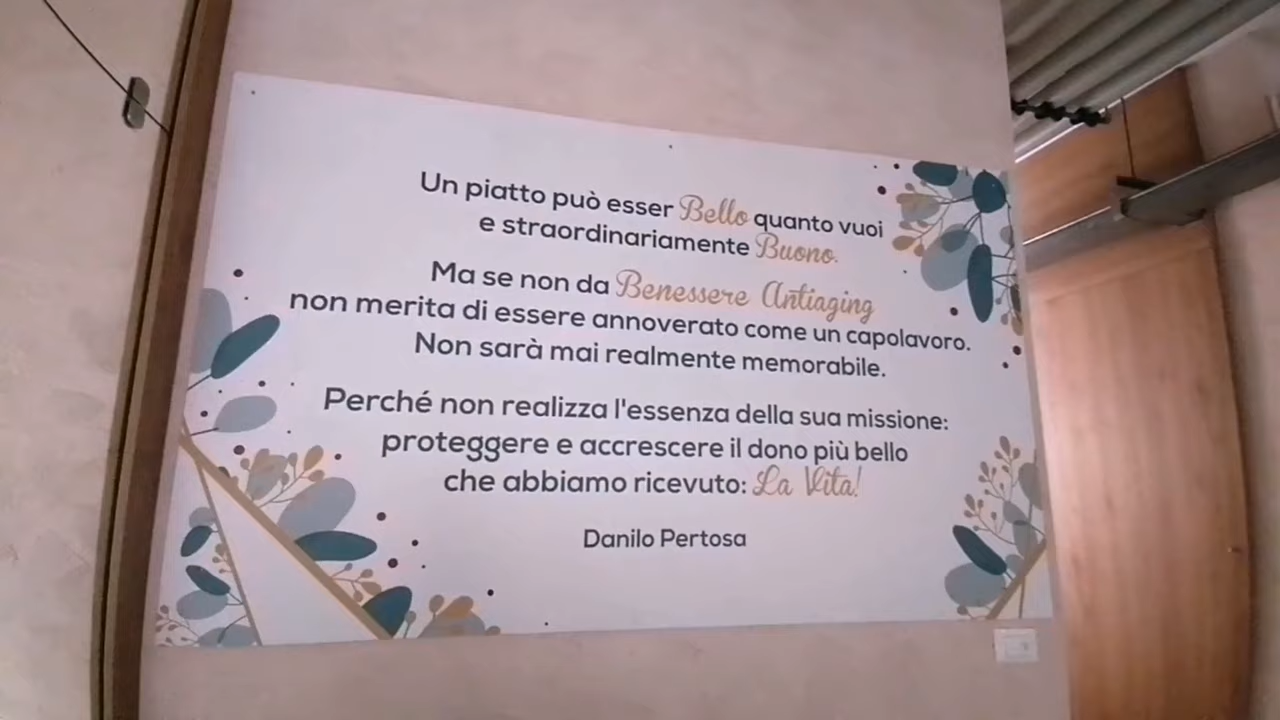 Un piatto può esser Bello quanto vuoi
e straordinariamente Buono.
Ma se non da Benessere Antiaging
non merita di essere annoverato come un capolavoro.
Non sarà mai realmente memorabile.
Perché non realizza l'essenza della sua missione:
proteggere e accrescere il dono più bello
che abbiamo ricevuto: La Vita!
Danilo Pertosa